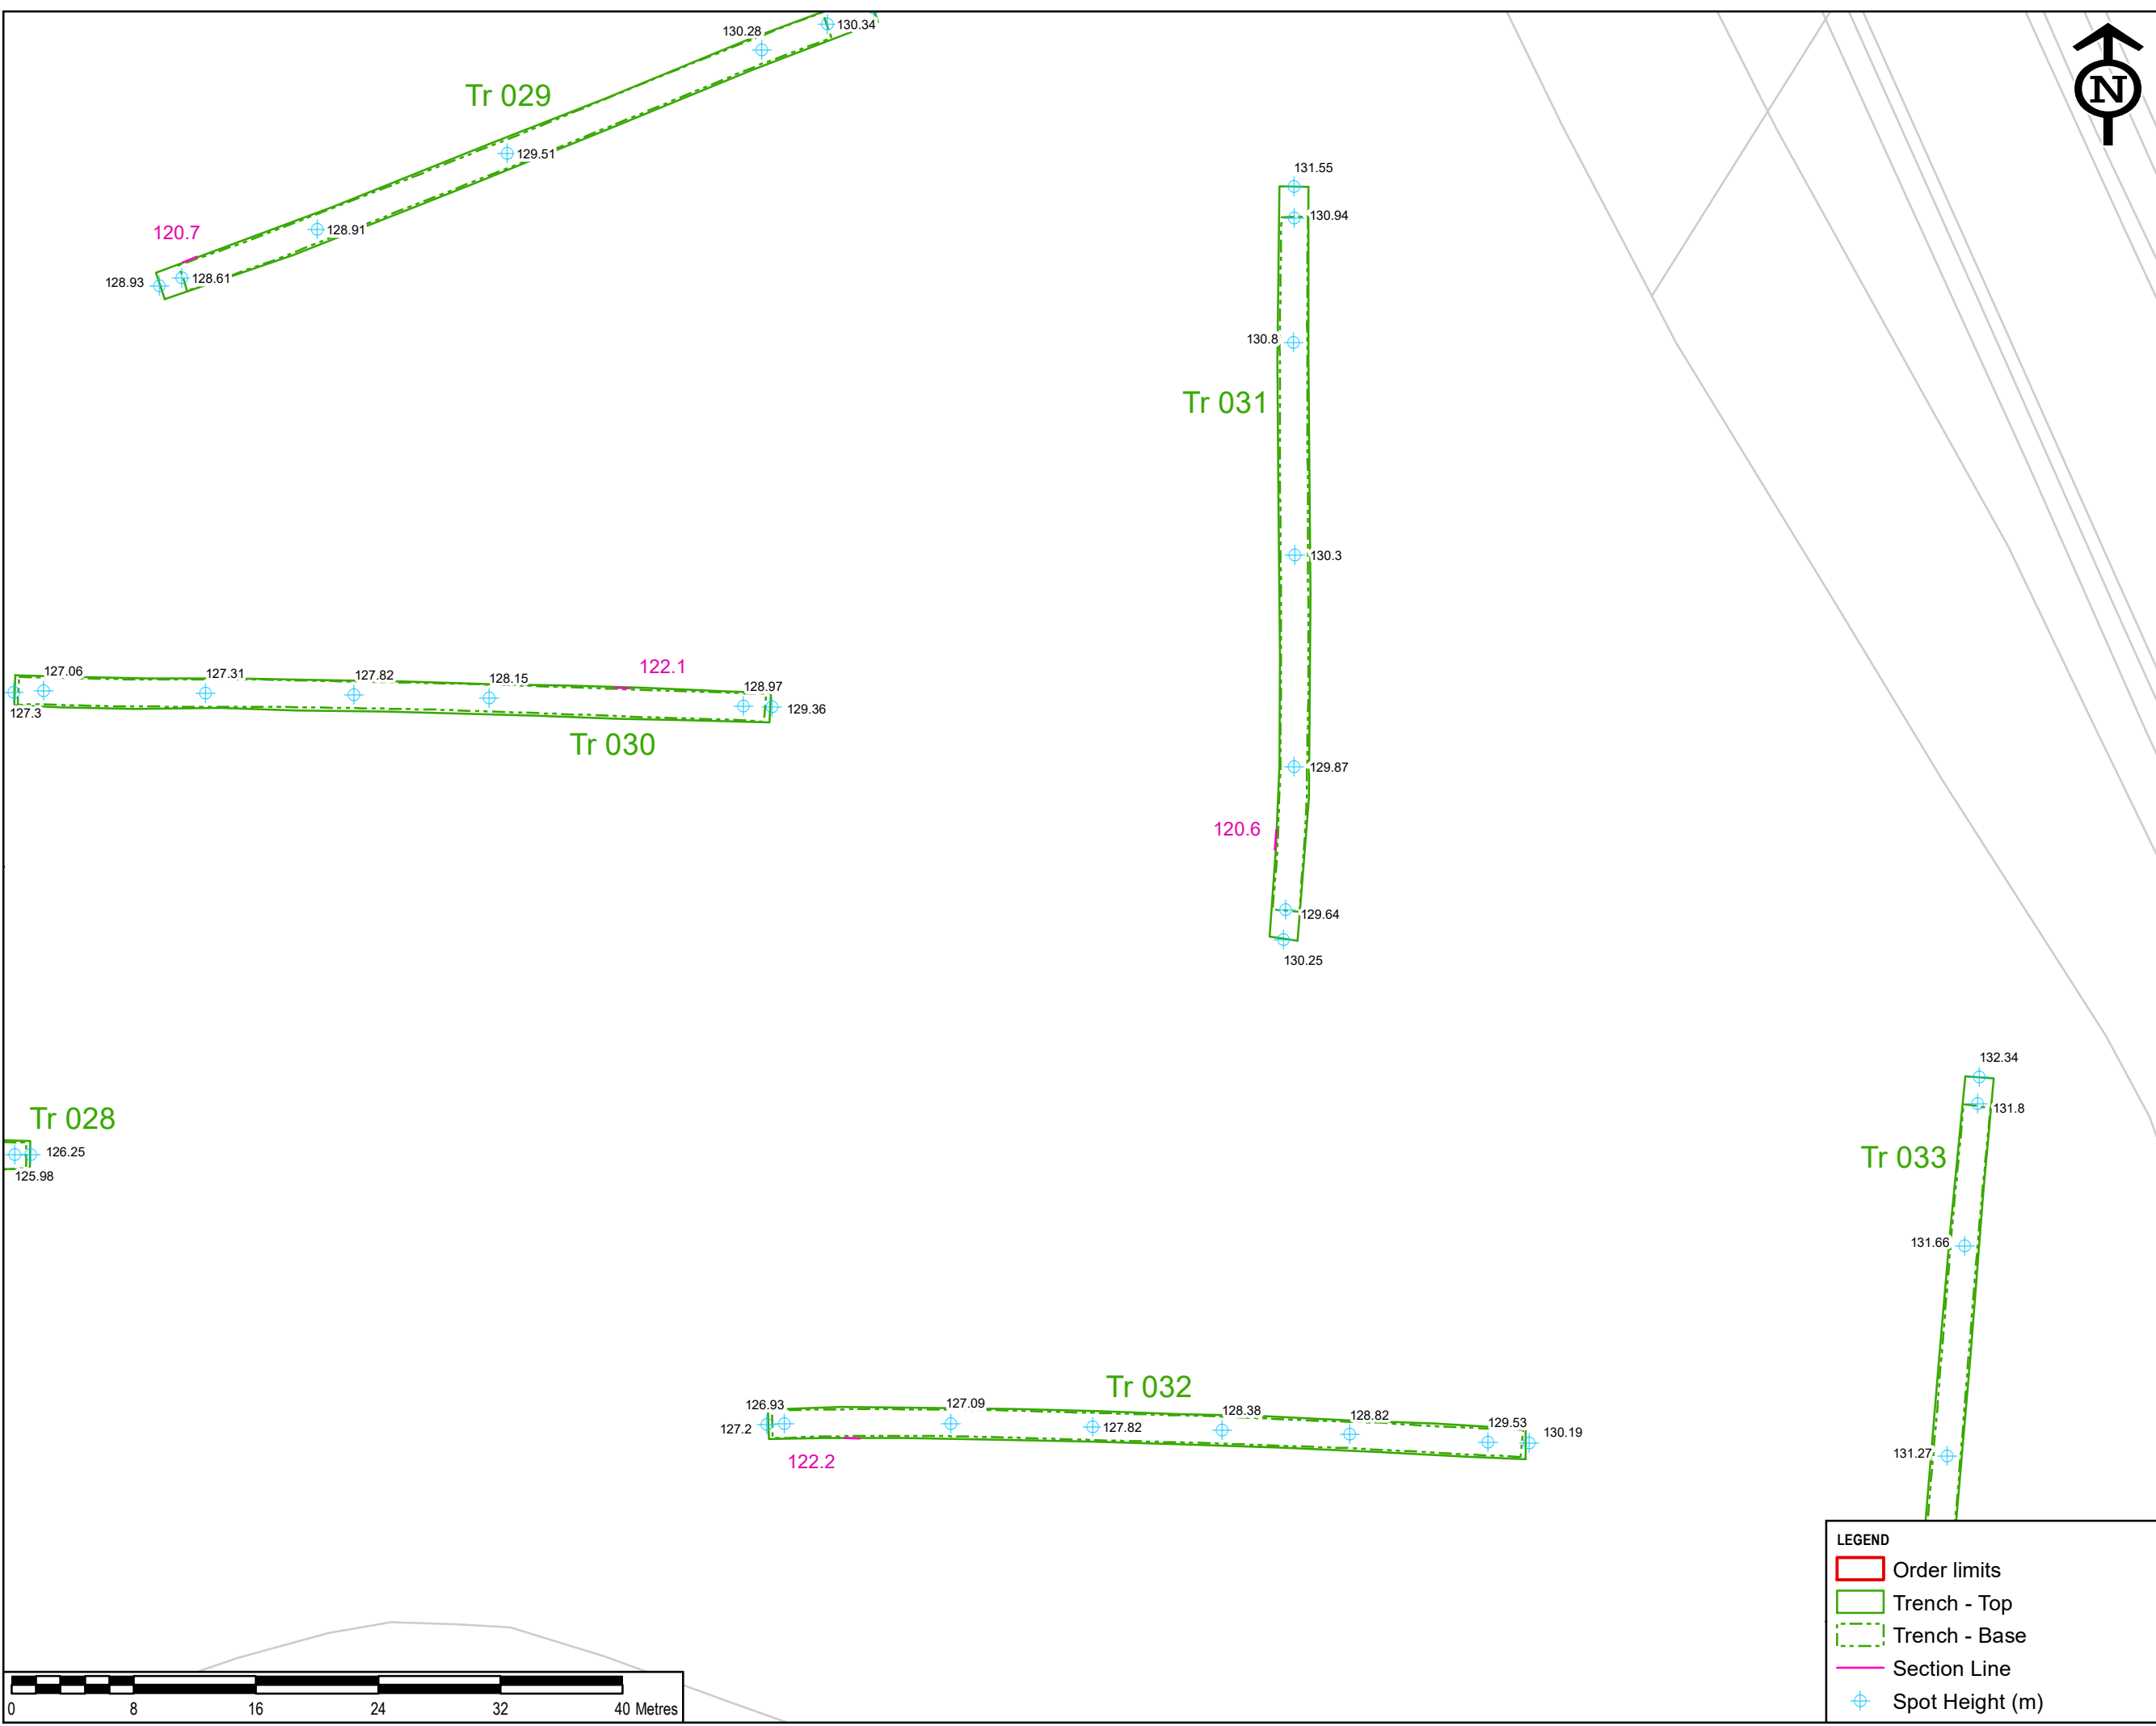 130.28
130.34
N
Tr 029
129.51
131.55
130.94
120.7
128.91
128.93
128.61
130.8
Tr 031
130.3
127.06
127.31
127.82
128.15
122.1
128.97
127.3
129.36
Tr 030
129.87
120.6
129.64
130.25
132.34
131.8
Tr 028
126.25
125.98
Tr 033
131.66
Tr 032
126.93
127.09
128.38
128.82
129.53
127.2
127.82
130.19
122.2
131.27
LEGEND
Order limits
Trench - Top
Trench - Base
Section Line
Spot Height (m)
0 8 16 24 32 40 Metres